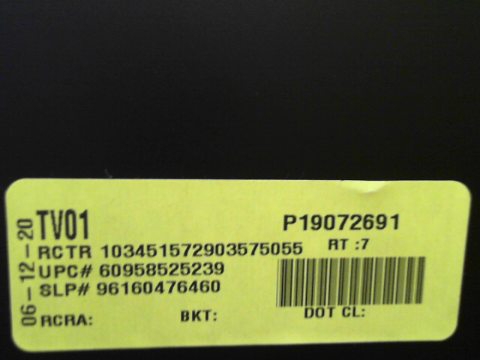 06-12-20
TV01 P19072691
RCTR 103451572903575055 RT :7
UPC# 60958525239
SLP# 96160476460
RCRA: BKT: DOT CL: